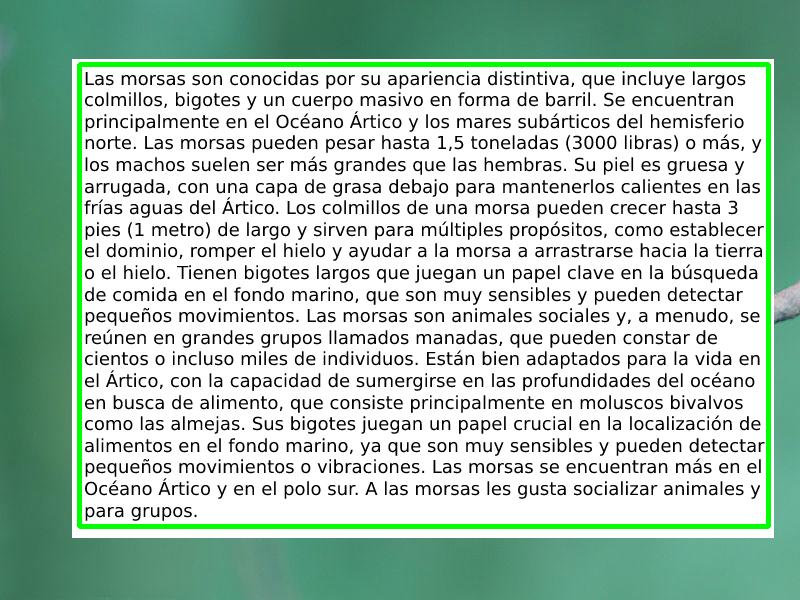 Las morsas son conocidas por su apariencia distintiva, que incluye largos
colmillos, bigotes y un cuerpo masivo en forma de barril. Se encuentran
principalmente en el Océano Ártico y los mares subárticos del hemisferio
norte. Las morsas pueden pesar hasta 1,5 toneladas (3000 libras) o más, y
los machos suelen ser más grandes que las hembras. Su piel es gruesa y
arrugada, con una capa de grasa debajo para mantenerlos calientes en las
frías aguas del Ártico. Los colmillos de una morsa pueden crecer hasta 3
pies (1 metro) de largo y sirven para múltiples propósitos, como establecer
el dominio, romper el hielo y ayudar a la morsa a arrastrarse hacia la tierra
o el hielo. Tienen bigotes largos que juegan un papel clave en la búsqueda
de comida en el fondo marino, que son muy sensibles y pueden detectar
pequeños movimientos. Las morsas son animales sociales y, a menudo, se
reúnen en grandes grupos llamados manadas, que pueden constar de
cientos o incluso miles de individuos. Están bien adaptados para la vida en
el Ártico, con la capacidad de sumergirse en las profundidades del océano
en busca de alimento, que consiste principalmente en moluscos bivalvos
como las almejas. Sus bigotes juegan un papel crucial en la localización de
alimentos en el fondo marino, ya que son muy sensibles y pueden detectar
pequeños movimientos o vibraciones. Las morsas se encuentran más en el
Océano Ártico y en el polo sur. A las morsas les gusta socializar animales y
para grupos.